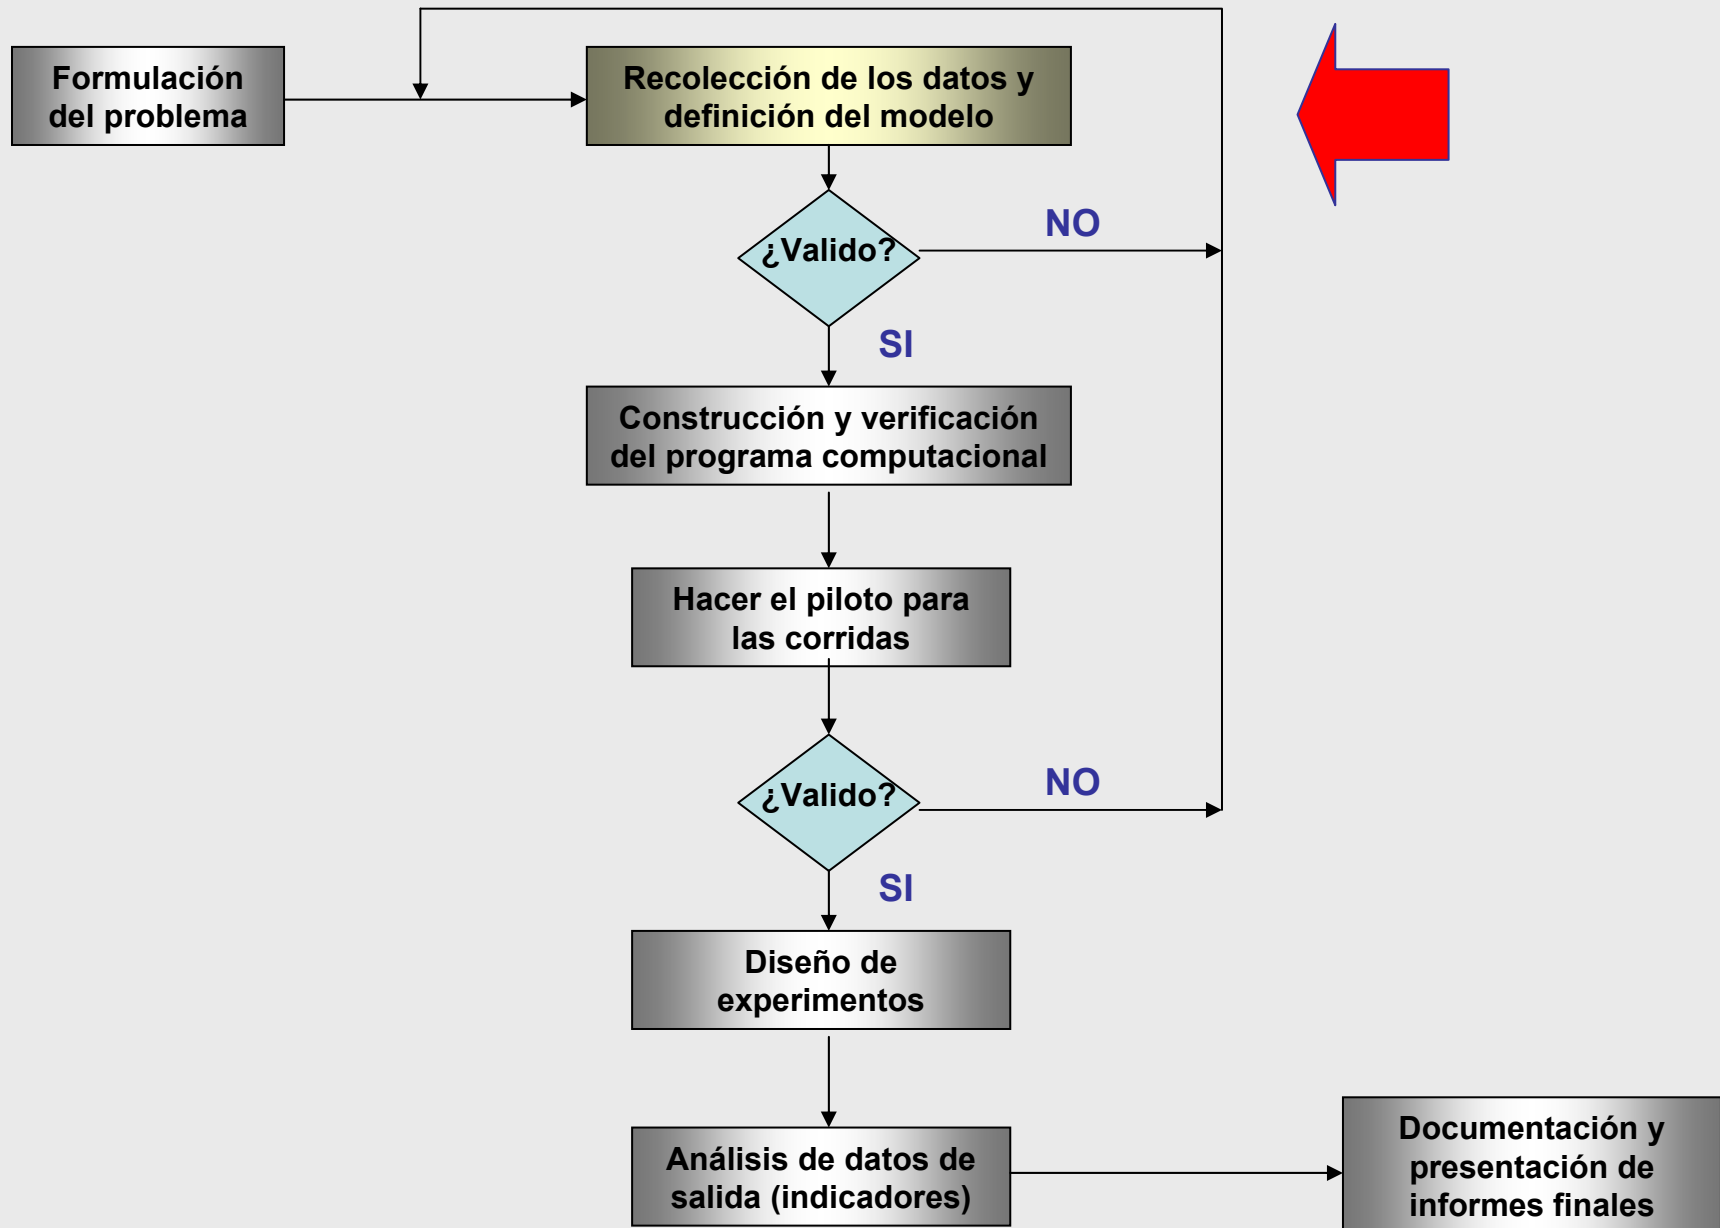 Formulación
del problema
Recolección de los datos y
definición del modelo
¿Valido?
NO
SI
Construcción y verificación
del programa computacional
Hacer el piloto para
las corridas
¿Valido?
NO
SI
Diseño de
experimentos
Análisis de datos de
salida (indicadores)
Documentación y
presentación de
informes finales